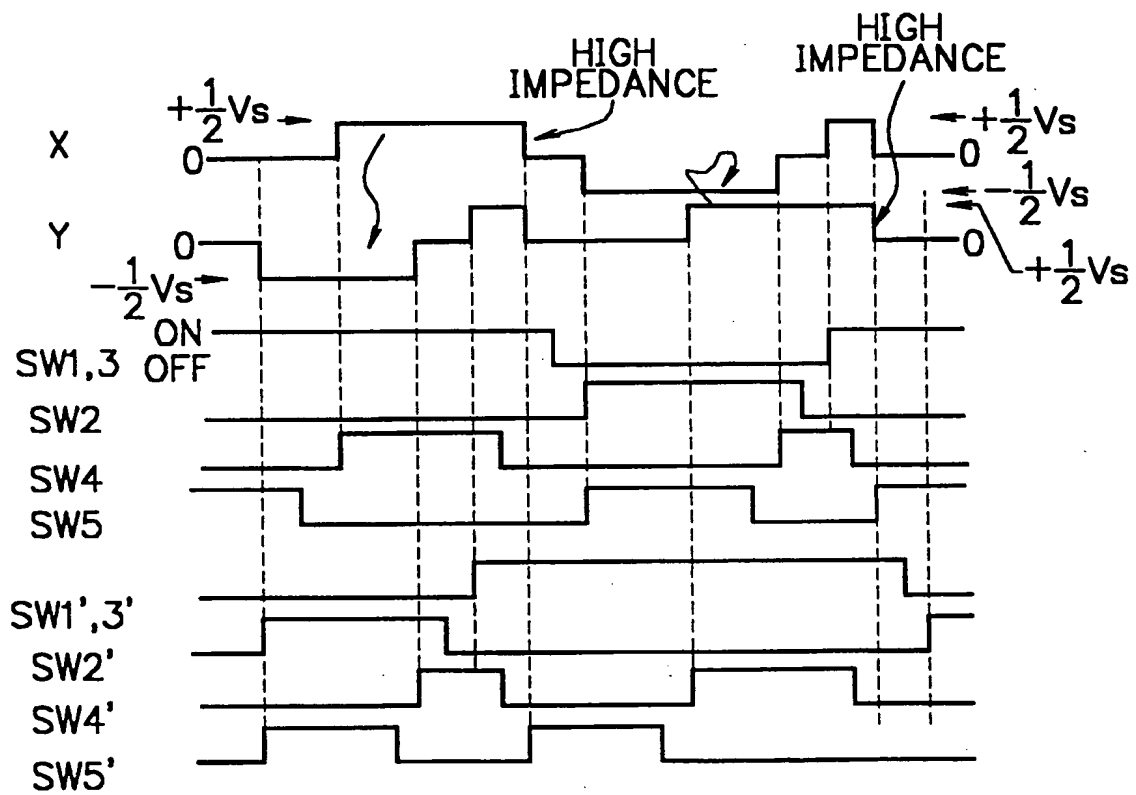 HIGH
IMPEDANCE
HIGH
IMPEDANCE
+1/2Vs
+1/2Vs
X
0
0
-1/2Vs
Y
0
0
+1/2Vs
-1/2Vs
ON
SW1,3 OFF
SW2
SW4
SW5
SW1',3'
SW2'
SW4'
SW5'